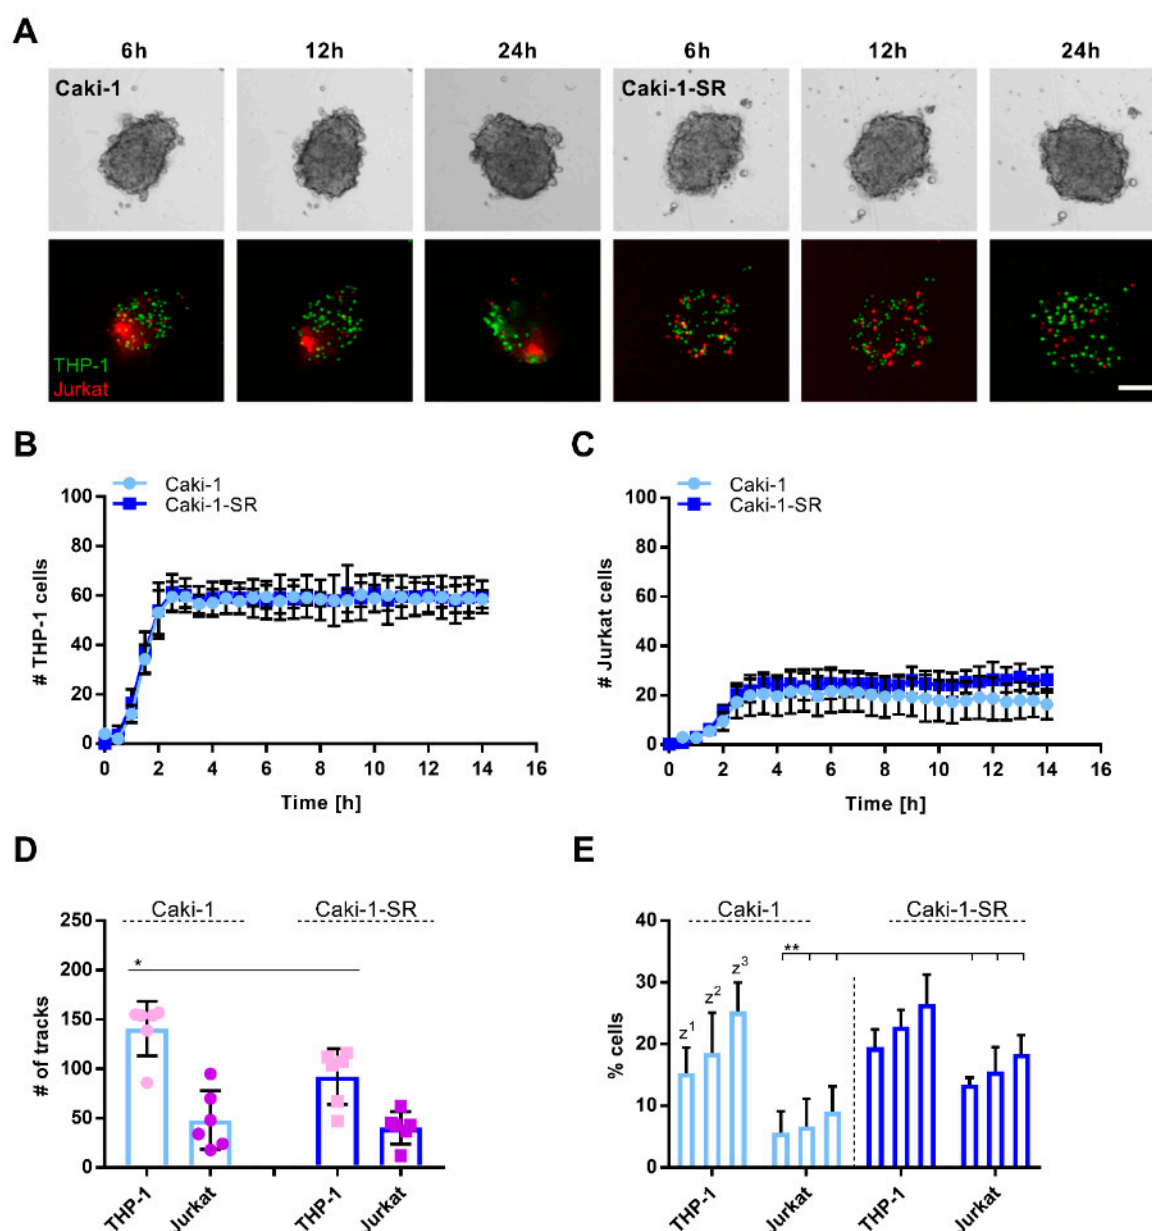 A
6h 12h 24h 6h 12h 24h
Caki-1 Caki-1-SR
THP-1
Jurkat
B
Caki-1
Caki-1-SR
100
80
60
40
20
0
# THP-1 cells
0 2 4 6 8 10 12 14 16
Time [h]
C
Caki-1
Caki-1-SR
100
80
60
40
20
0
# Jurkat cells
0 2 4 6 8 10 12 14 16
Time [h]
D
Caki-1 Caki-1-SR
250
200
150
100
50
0
*
# of tracks
THP-1 Jurkat THP-1 Jurkat
E
Caki-1 Caki-1-SR
40
30
20
10
0
**
z¹ z² z³
% cells
THP-1 Jurkat THP-1 Jurkat